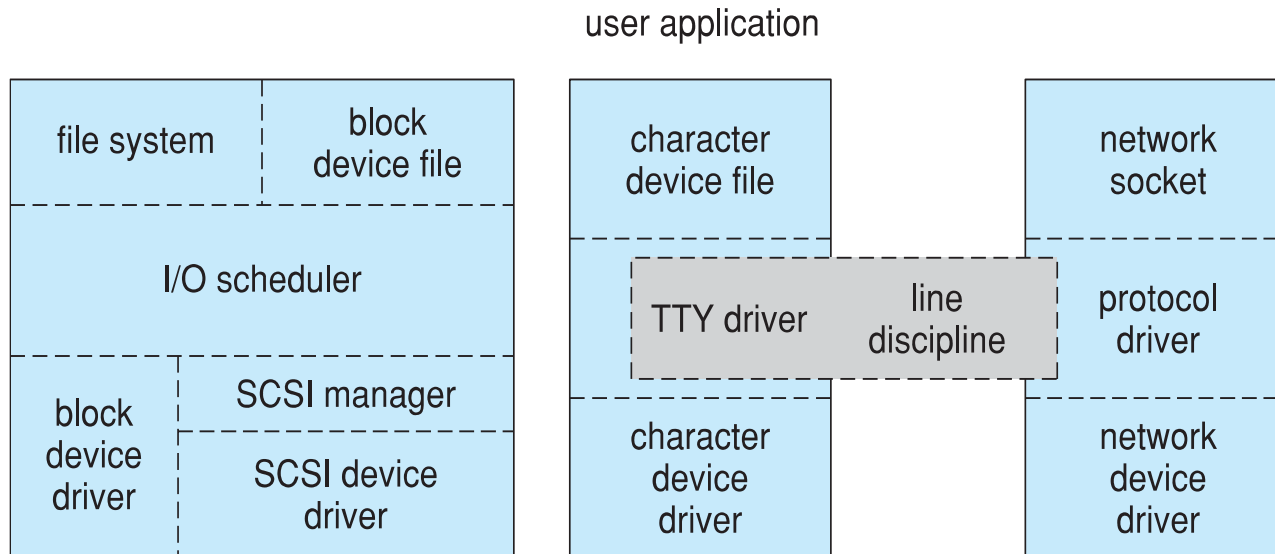 user application
file system
block
device file
I/O scheduler
block
device
driver
SCSI manager
SCSI device
driver
character
device file
TTY driver
line
discipline
character
device
driver
network
socket
protocol
driver
network
device
driver